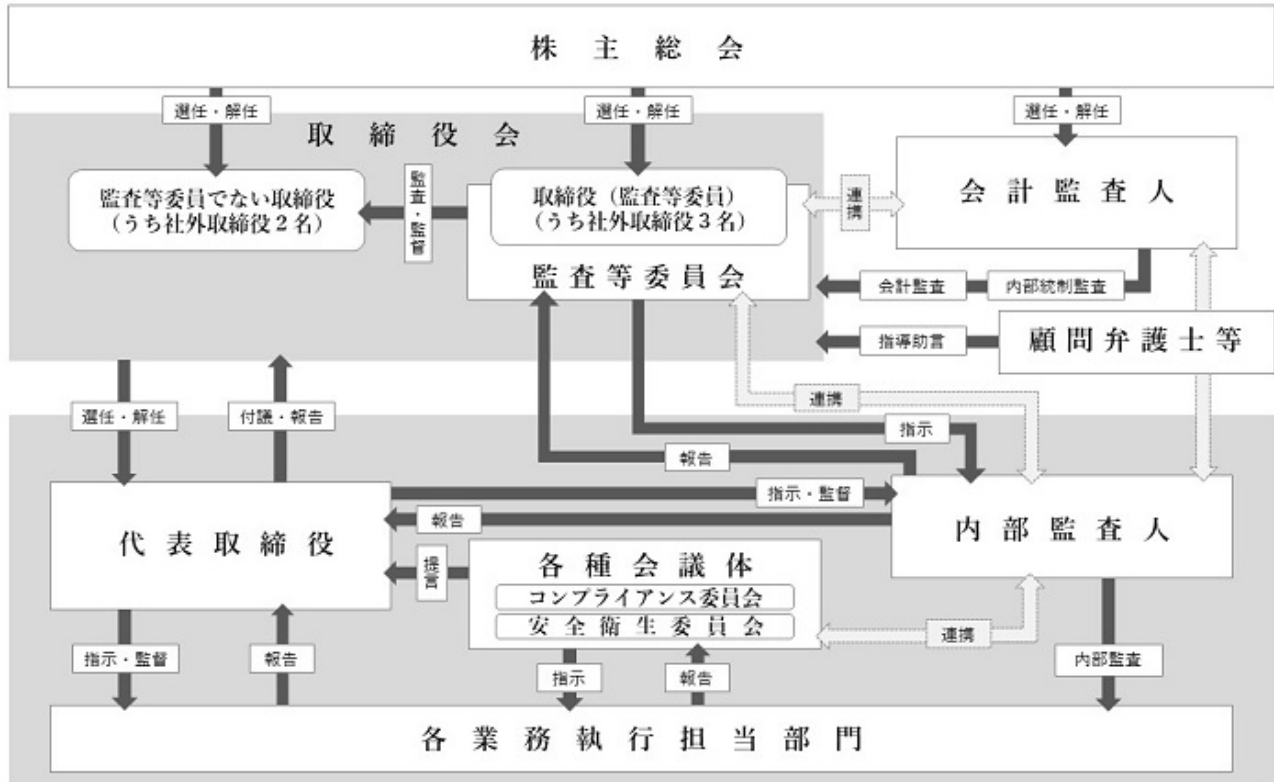 株主総会
選任・解任
選任・解任
選任・解任
取締役会
監査等委員でない取締役
(うち社外取締役2名)
監査・監督
取締役(監査等委員)
(うち社外取締役3名)
監査等委員会
連携
会計監査人
会計監査
内部統制監査
指導助言
顧問弁護士等
選任・解任
付議・報告
連携
指示
報告
指示・監督
代表取締役
報告
内部監査人
提言
各種会議体
コンプライアンス委員会
安全衛生委員会
連携
指示・監督
報告
指示
報告
内部監査
各業務執行担当部門